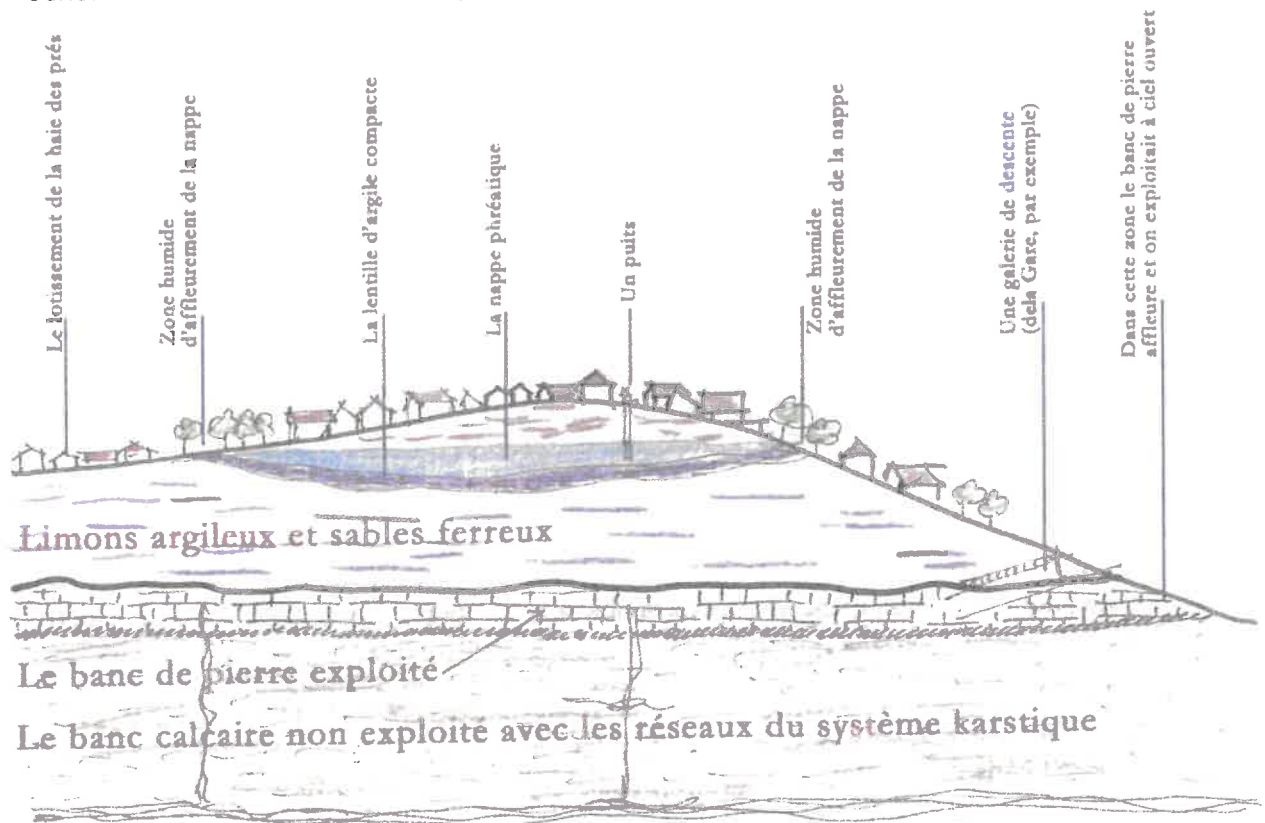 Le lotissement de la haie des prés
Zone humide
d'affleurement de la nappe
La lentille d'argile compacte
La nappe phréatique
Un puits
Zone humide
d'affleurement de la nappe
Une galerie de descente
(dela Gare, par exemple)
Dans cette zone le banc de pierre
affleure et on exploitait à ciel ouvert
Limons argileux et sables ferreux
Le banc de pierre exploité
Le banc calcaire non exploité avec les réseaux du système karstique